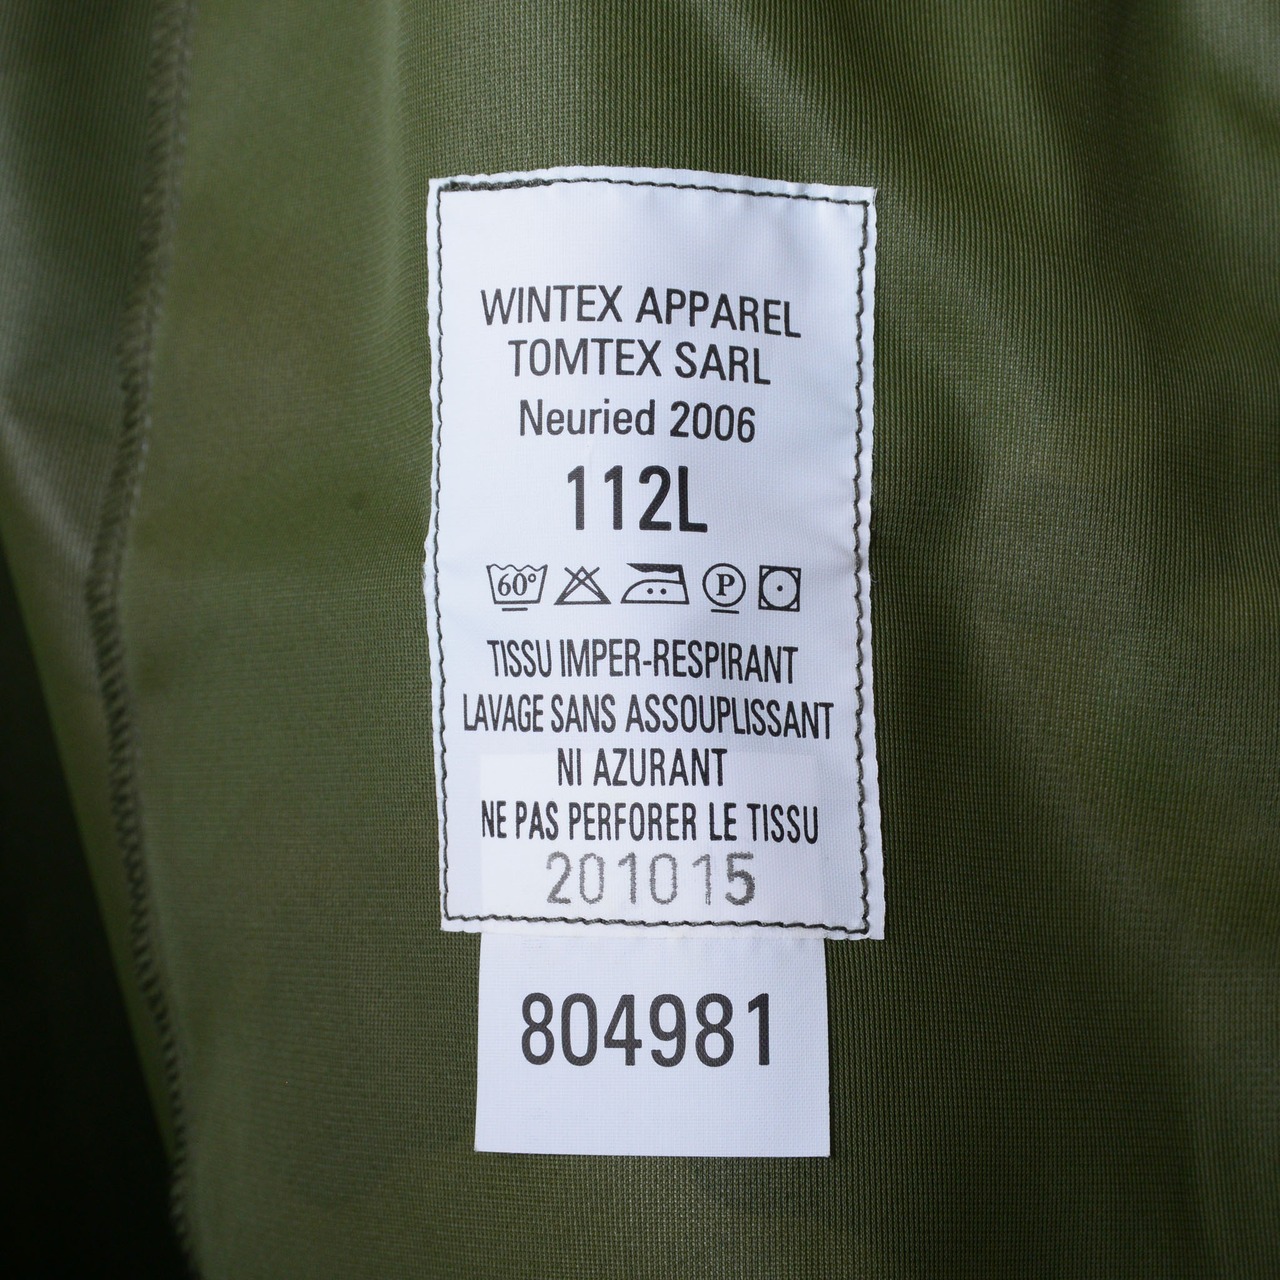 WINTEX APPAREL
TOMTEX SARL
Neuried 2006
112L
60° P
TISSU IMPER-RESPIRANT
LAVAGE SANS ASSOUPLISSANT
NI AZURANT
NE PAS PERFORER LE TISSU
201015
804981